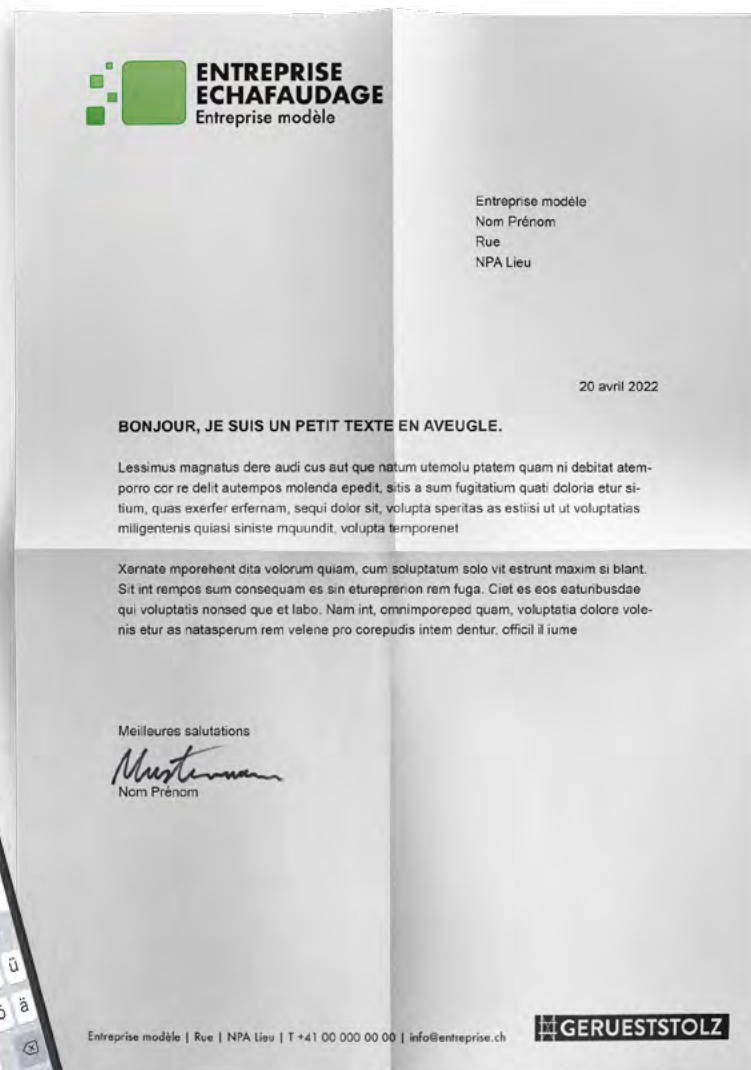 ENTREPRISE
ECHAFAUDAGE
Entreprise modèle
Entreprise modèle
Nom Prénom
Rue
NPA Lieu
20 avril 2022
BONJOUR, JE SUIS UN PETIT TEXTE EN AVEUGLE.
Lessimus magnatus dere audi cus aut que natum utemolu ptatem quam ni debitat atem-
porro cor re delit autempos molenda epedit, sitis a sum fugitatium quati doloria etur si-
tium, quas exerfer erfernam, sequi dolor sit, volupta speritas as estiisi ut ut voluptatias
miligentenis quiasi siniste mquundit, volupta temporenet
Xernate mporehent dita volorum quiam, cum soluptatum solo vit estrunt maxim si blant.
Sit int rempos sum consequam es sin etureprerion rem fuga. Ciet es eos eaturibusdae
qui voluptatis nonsed que et labo. Nam int, omnimporeped quam, voluptatia dolore vole-
nis etur as natasperum rem velene pro corepudis intem dentur, officil il iume
Meilleures salutations
Mustermann
Nom Prénom
ü
ö ä
Entreprise modèle | Rue | NPA Lieu | T +41 00 000 00 00 | info@entreprise.ch
GERUESTSTOLZ